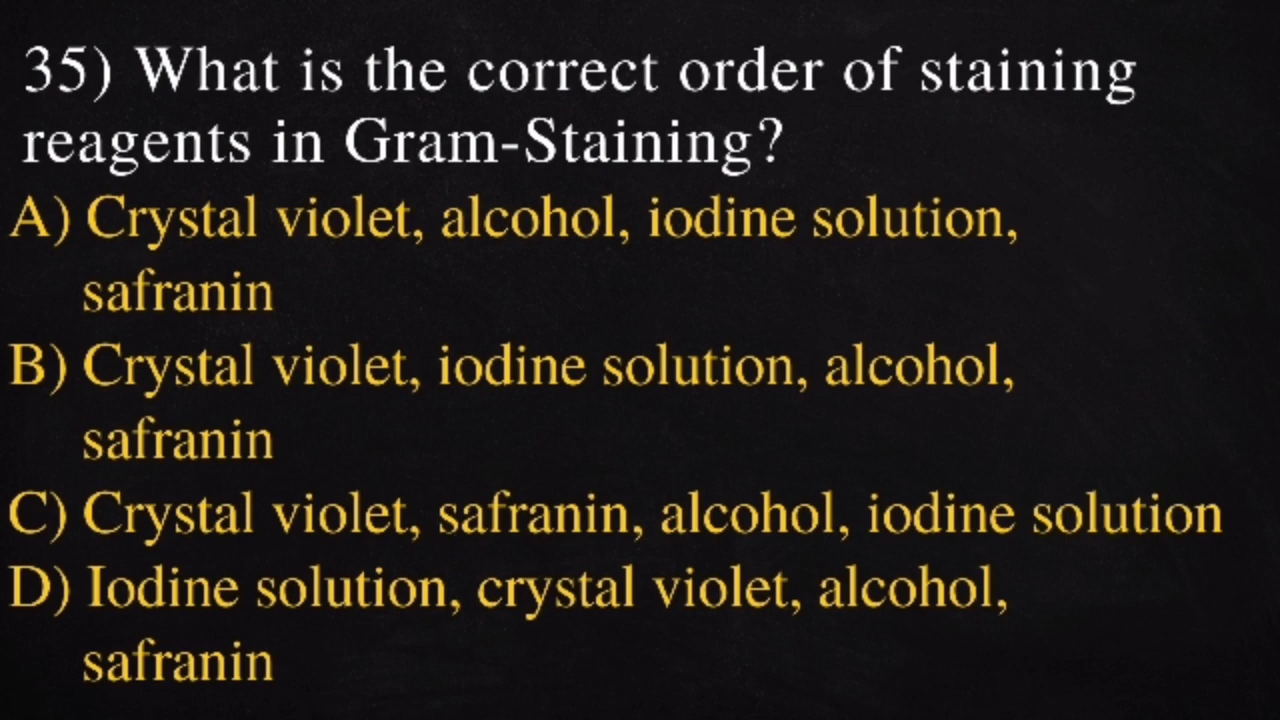 35) What is the correct order of staining
reagents in Gram-Staining?
A) Crystal violet, alcohol, iodine solution,
safranin
B) Crystal violet, iodine solution, alcohol,
safranin
C) Crystal violet, safranin, alcohol, iodine solution
D) Iodine solution, crystal violet, alcohol,
safranin